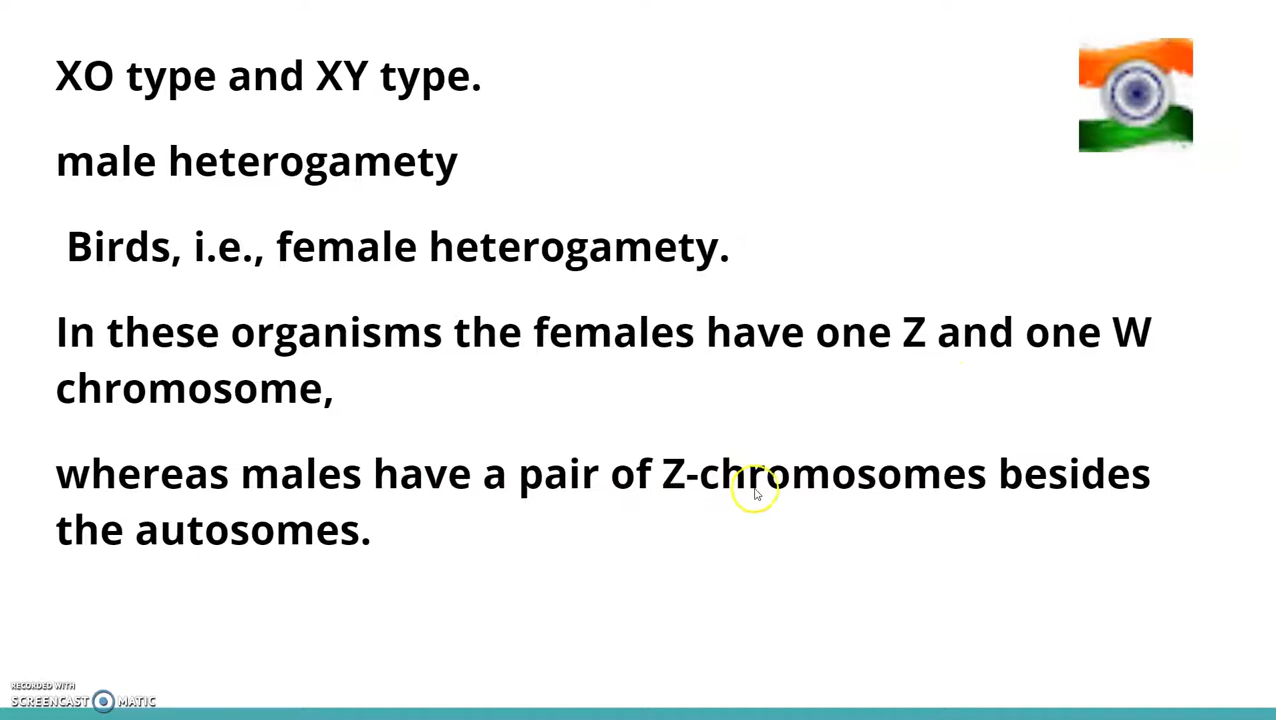 XO type and XY type.
male heterogamety
Birds, i.e., female heterogamety.
In these organisms the females have one Z and one W
chromosome,
whereas males have a pair of Z-chromosomes besides
the autosomes.
RECORDED WITH
SCREENCAST MATIC